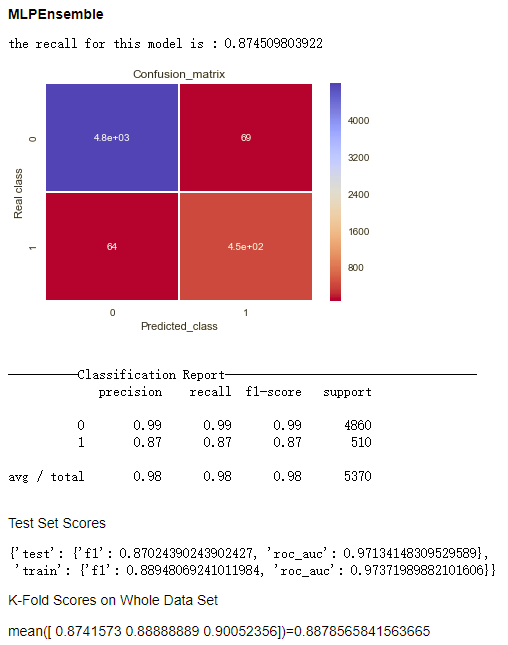 MLPEnsemble
the recall for this model is : 0.874509803922
Confusion_matrix
4.8e+03 69
64 4.5e+02
0
1
Real class
0 1
Predicted_class
4000
3200
2400
1600
800
Classification Report
precision recall f1-score support
0 0.99 0.99 0.99 4860
1 0.87 0.87 0.87 510
avg / total 0.98 0.98 0.98 5370
Test Set Scores
{'test': {'f1': 0.87024390243902427, 'roc_auc': 0.97134148309529589},
'train': {'f1': 0.88948069241011984, 'roc_auc': 0.97371989882101606}}
K-Fold Scores on Whole Data Set
mean([ 0.8741573 0.88888889 0.90052356])=0.8878565841563665